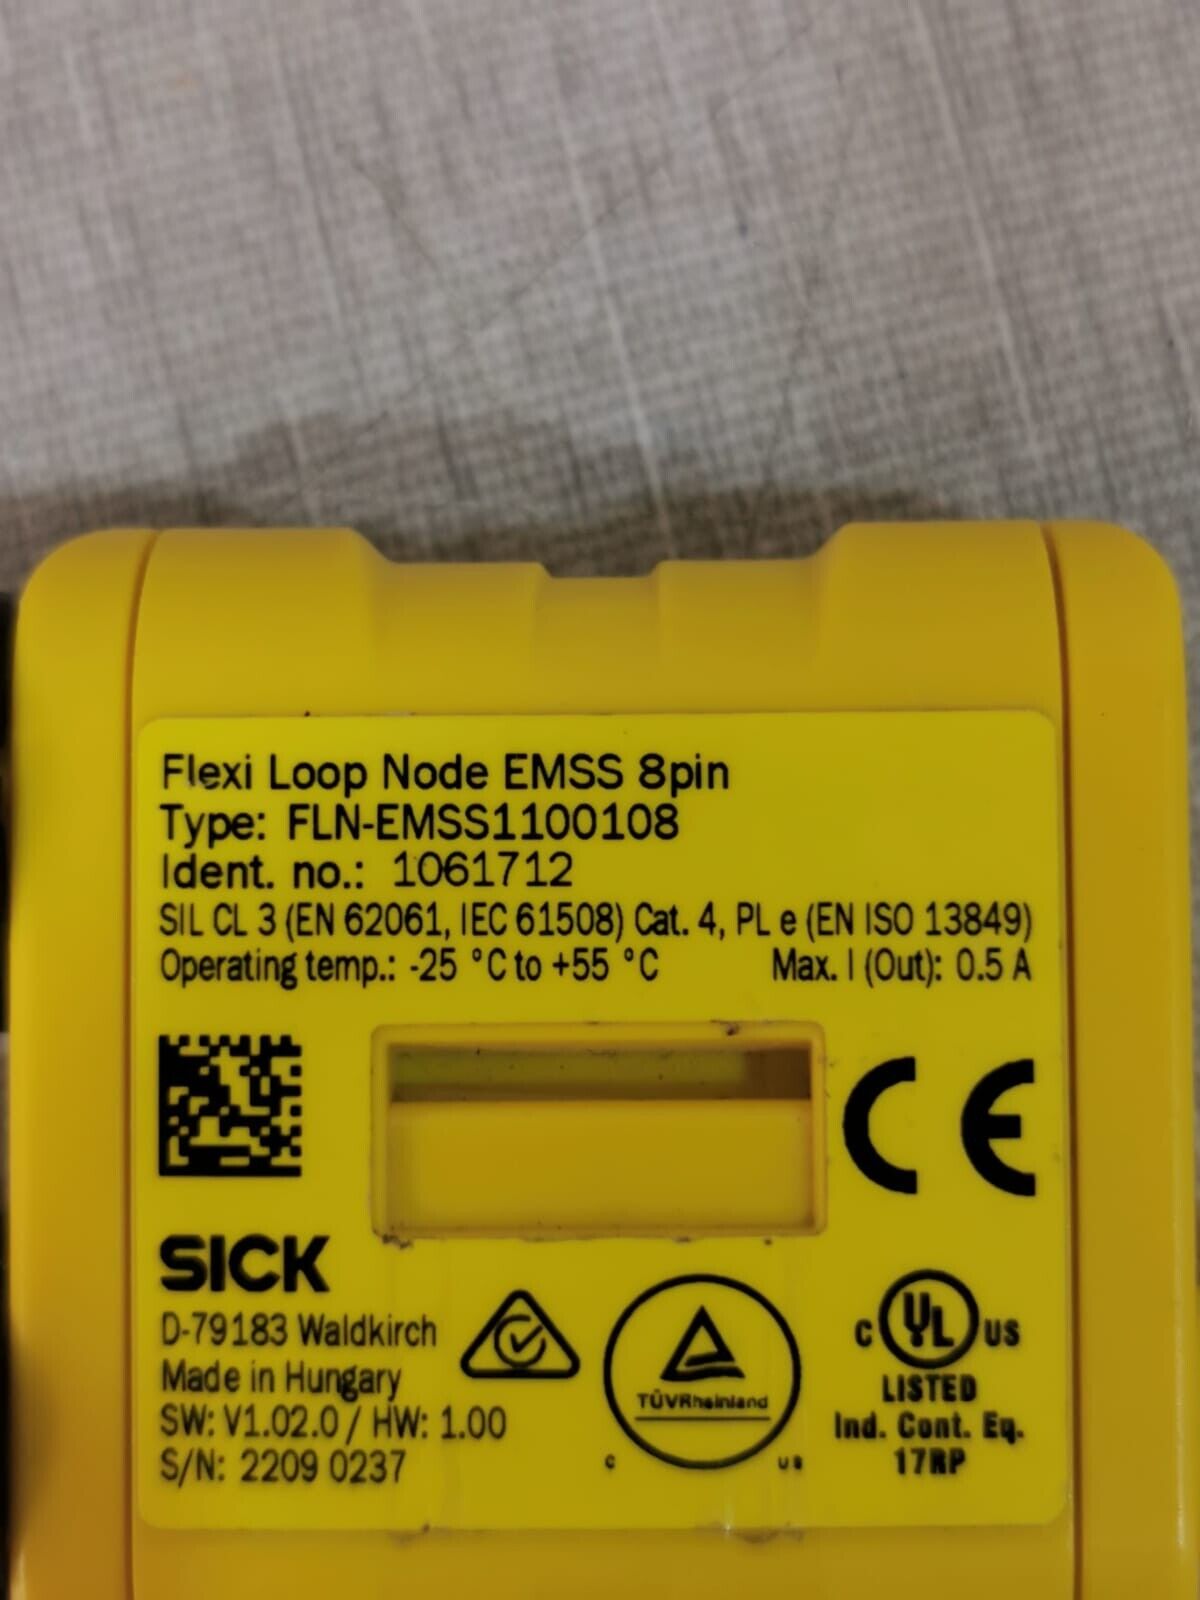 Flexi Loop Node EMSS 8pin
Type: FLN-EMSS1100108
Ident. no.: 1061712
SIL CL 3 (EN 62061, IEC 61508) Cat. 4, PL e (EN ISO 13849)
Operating temp.: -25 °C to +55 °C Max. I (Out): 0.5 A
CE
SICK
D-79183 Waldkirch
Made in Hungary
SW: V1.02.0 / HW: 1.00
S/N: 2209 0237
TÜVRheinland
C US
C UL US
LISTED
Ind. Cont. Eq.
17RP